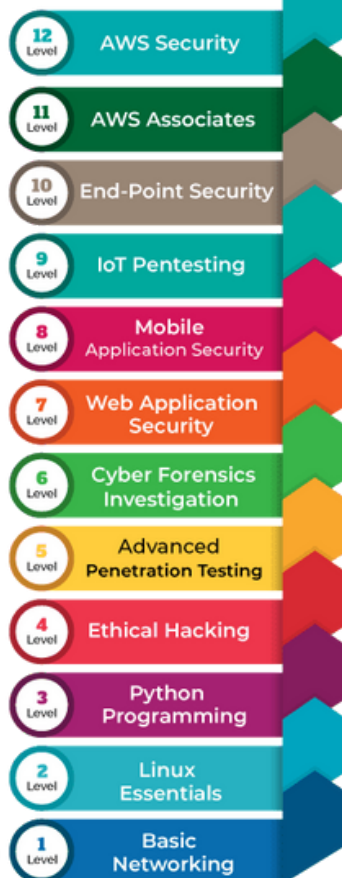 12
Level
AWS Security
11
Level
AWS Associates
10
Level
End-Point Security
9
Level
IoT Pentesting
8
Level
Mobile
Application Security
7
Level
Web Application
Security
6
Level
Cyber Forensics
Investigation
5
Level
Advanced
Penetration Testing
4
Level
Ethical Hacking
3
Level
Python
Programming
2
Level
Linux
Essentials
1
Level
Basic
Networking